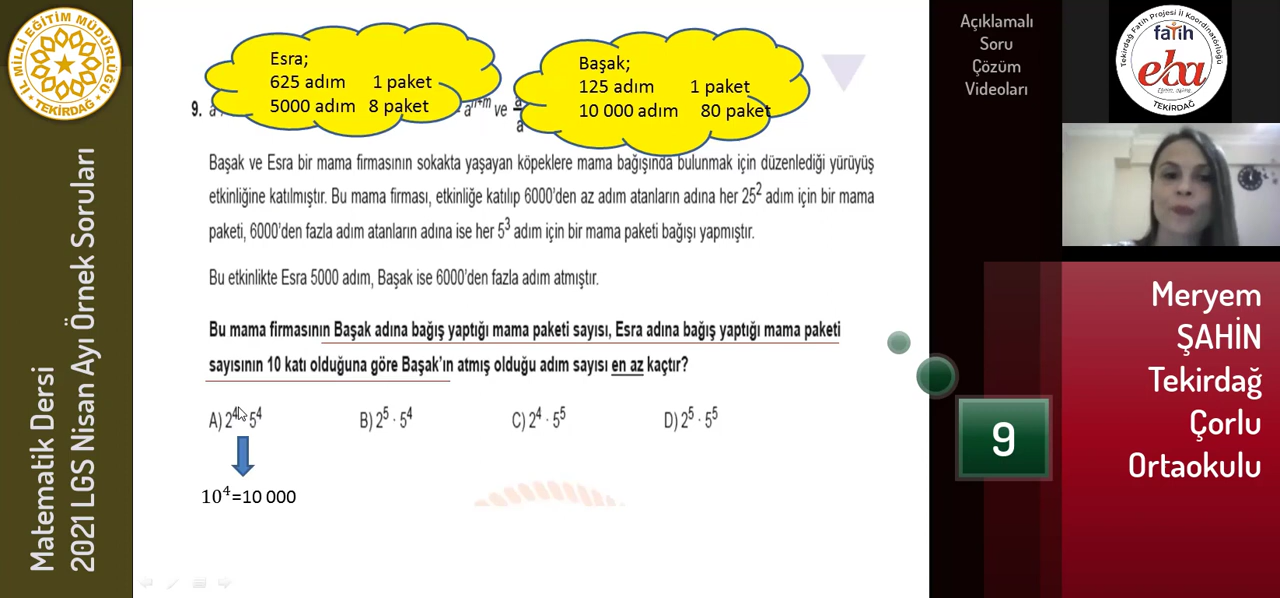 İL MİLLİ EĞİTİM MÜDÜRLÜĞÜ
• TEKİRDAĞ •
Matematik Dersi
2021 LGS Nisan Ayı Örnek Soruları
Esra;
625 adım 1 paket
5000 adım 8 paket
Başak;
125 adım 1 paket
10 000 adım 80 paket
9. a
aⁿ⁺ᵐ ve
a
Başak ve Esra bir mama firmasının sokakta yaşayan köpeklere mama bağışında bulunmak için düzenlediği yürüyüş
etkinliğine katılmıştır. Bu mama firması, etkinliğe katılıp 6000'den az adım atanların adına her 25² adım için bir mama
paketi, 6000'den fazla adım atanların adına ise her 5³ adım için bir mama paketi bağışı yapmıştır.
Bu etkinlikte Esra 5000 adım, Başak ise 6000'den fazla adım atmıştır.
Bu mama firmasının Başak adına bağış yaptığı mama paketi sayısı, Esra adına bağış yaptığı mama paketi
sayısının 10 katı olduğuna göre Başak'ın atmış olduğu adım sayısı en az kaçtır?
A) 2⁴ · 5⁴ B) 2⁵ · 5⁴ C) 2⁴ · 5⁵ D) 2⁵ · 5⁵
10⁴=10 000
Açıklamalı
Soru
Çözüm
Videoları
Tekirdağ Fatih Projesi İl Koordinatörlüğü
fatih
eba
TEKİRDAĞ
9
Meryem
ŞAHİN
Tekirdağ
Çorlu
Ortaokulu